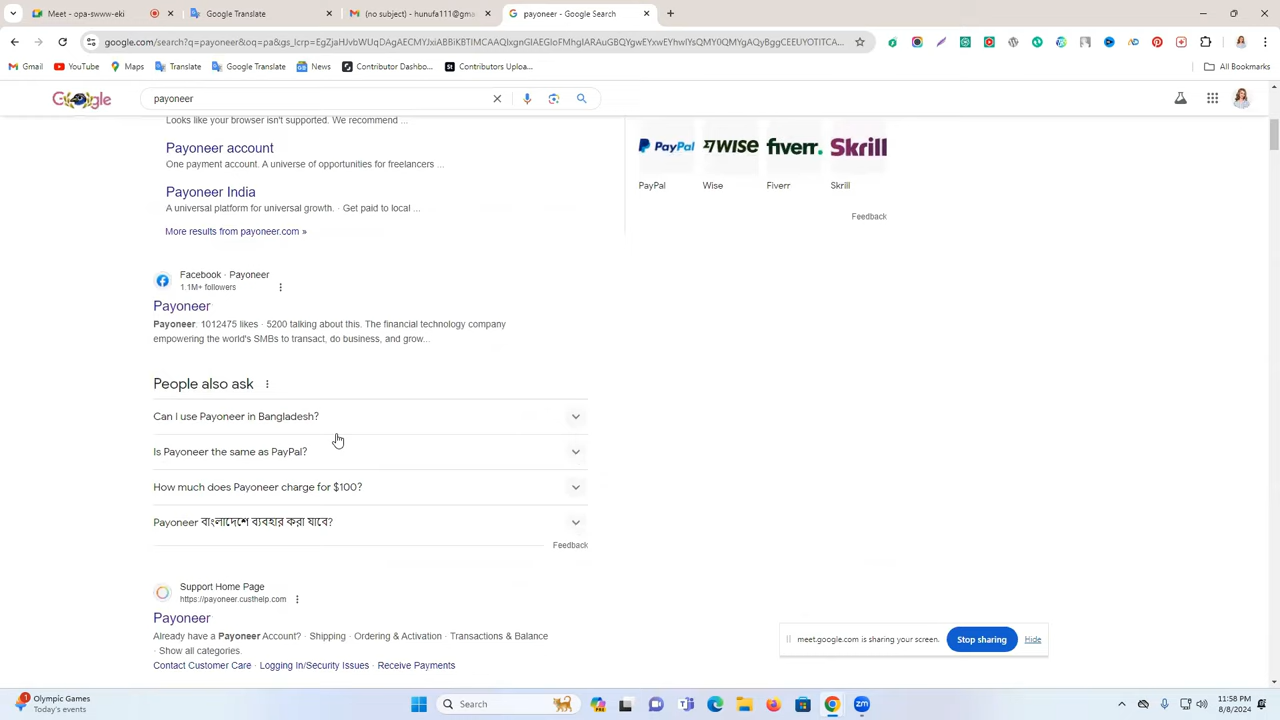 Meet - opa-www-eki
Payoneer
(no subject) - hunufa111@gma
payoneer - Google Search
google.com/search?q=payoneer&oq=pa&gs_lcrp=
Gmail
YouTube
Maps
Translate
Google Translate
News
Contributor Dashbo...
Contributors Uploa...
All Bookmarks
Google
payoneer
Looks like your browser isn't supported. We recommend ...
Payoneer account
One payment account. A universe of opportunities for freelancers ...
Payoneer India
A universal platform for universal growth. · Get paid to local ...
More results from payoneer.com »
PayPal
WISE
fiverr.
Skrill
PayPal
Wise
Fiverr
Skrill
Feedback
Facebook · Payoneer
1.1M+ followers
Payoneer
Payoneer. 1012475 likes · 5200 talking about this. The financial technology company
empowering the world's SMBs to transact, do business, and grow...
People also ask
Can I use Payoneer in Bangladesh?
Is Payoneer the same as PayPal?
How much does Payoneer charge for $100?
Payoneer বাংলাদেশে ব্যবহার করা যাবে?
Feedback
Support Home Page
https://payoneer.custhelp.com
Payoneer
Already have a Payoneer Account? · Shipping · Ordering & Activation · Transactions & Balance
· Show all categories.
Contact Customer Care · Logging In/Security Issues · Receive Payments
meet.google.com is sharing your screen.
Stop sharing
Hide
1
Olympic Games
Today's events
Search
zm
11:58 PM
8/8/2024